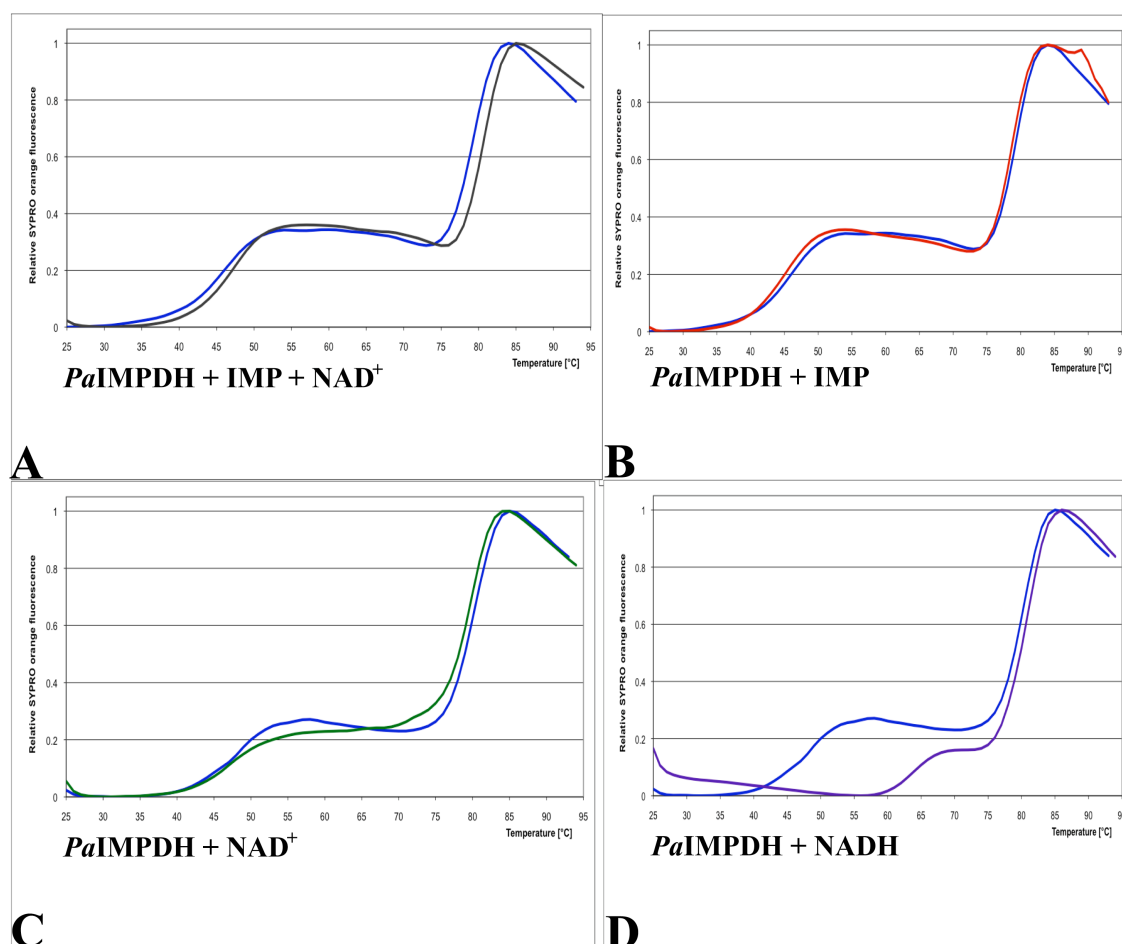 Relative SYPRO orange fluorescence
1
0.8
0.6
0.4
0.2
0
25 30 35 40 45 50 55 60 65 70 75 80 85 90 95
Temperature [°C]
PaIMPDH + IMP + NAD+
A
Relative SYPRO orange fluorescence
1
0.8
0.6
0.4
0.2
0
25 30 35 40 45 50 55 60 65 70 75 80 85 90 9
Temperature [°C]
PaIMPDH + IMP
B
Relative SYPRO orange fluorescence
1
0.8
0.6
0.4
0.2
0
25 30 35 40 45 50 55 60 65 70 75 80 85 90 95
Temperature [°C]
PaIMPDH + NAD+
C
Relative SYPRO orange fluorescence
1
0.8
0.6
0.4
0.2
0
25 30 35 40 45 50 55 60 65 70 75 80 85 90 9
Temperature [°C]
PaIMPDH + NADH
D